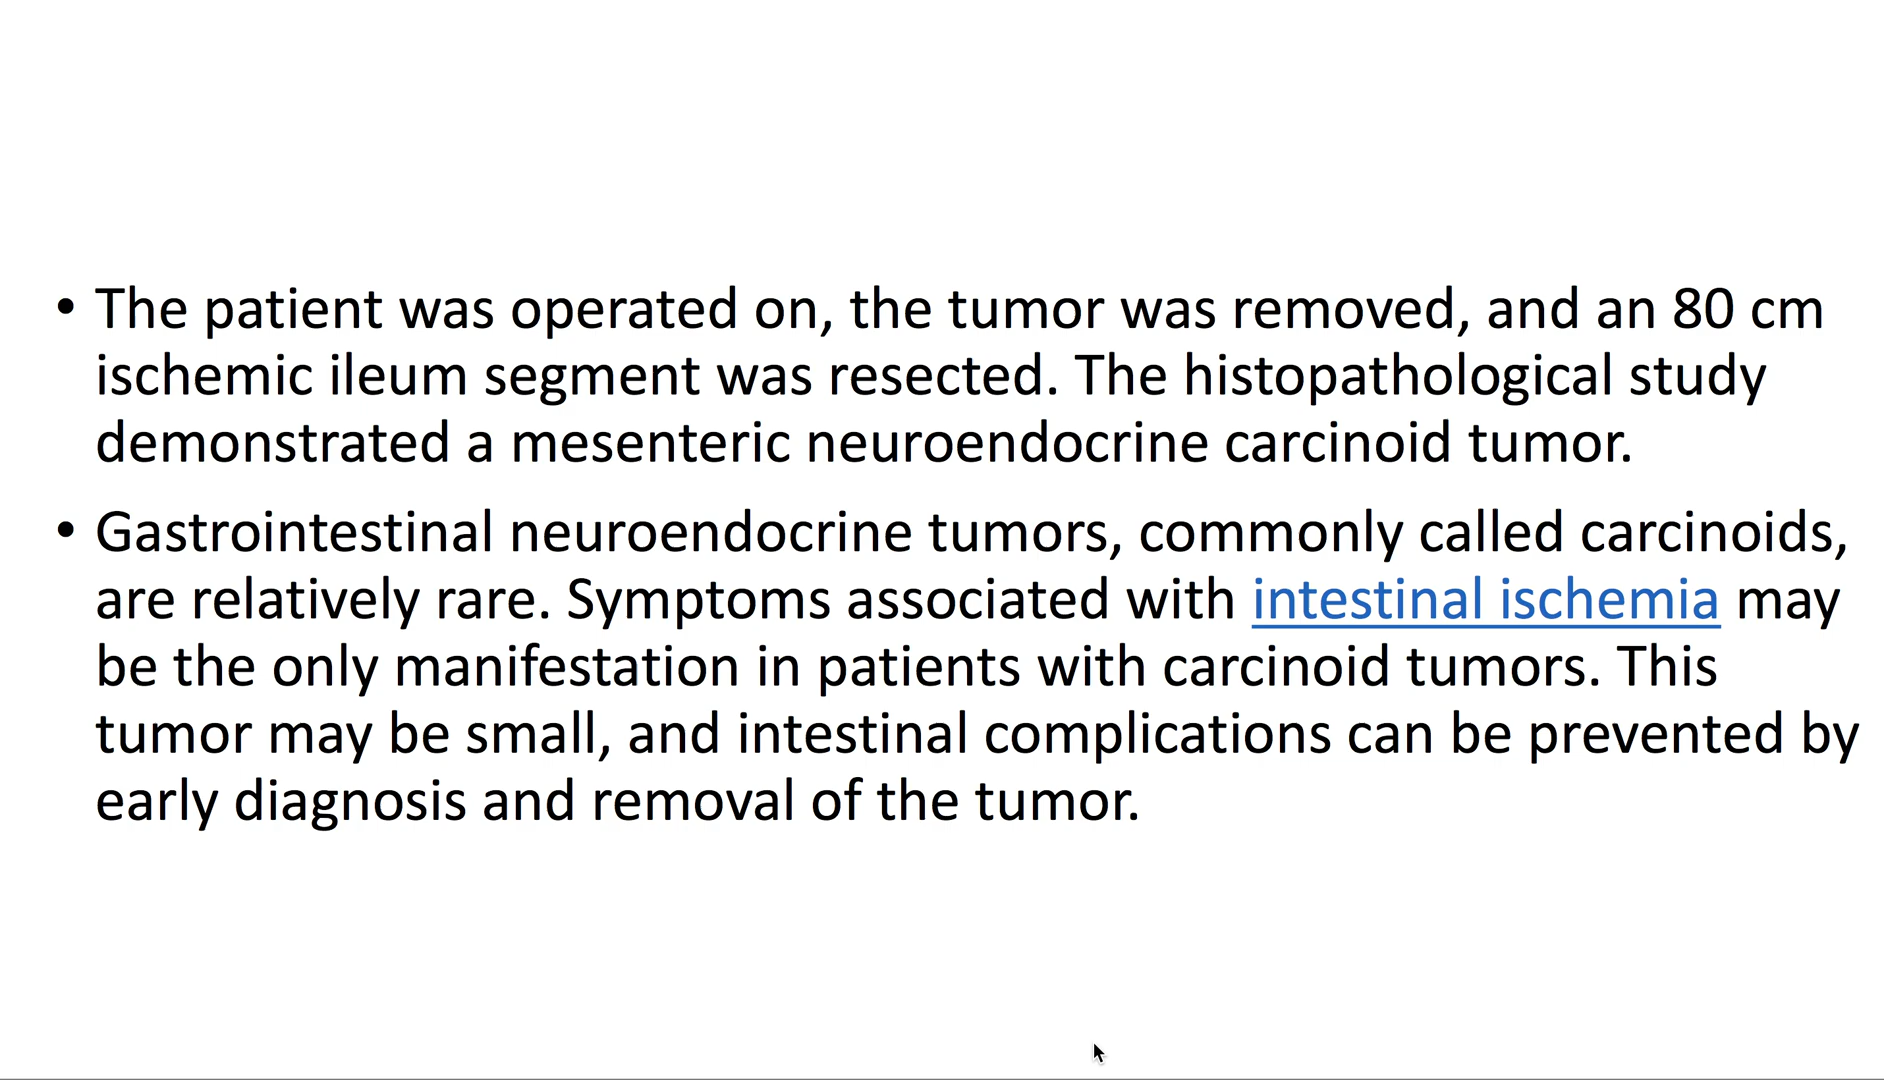 • The patient was operated on, the tumor was removed, and an 80 cm
ischemic ileum segment was resected. The histopathological study
demonstrated a mesenteric neuroendocrine carcinoid tumor.
• Gastrointestinal neuroendocrine tumors, commonly called carcinoids,
are relatively rare. Symptoms associated with intestinal ischemia may
be the only manifestation in patients with carcinoid tumors. This
tumor may be small, and intestinal complications can be prevented by
early diagnosis and removal of the tumor.